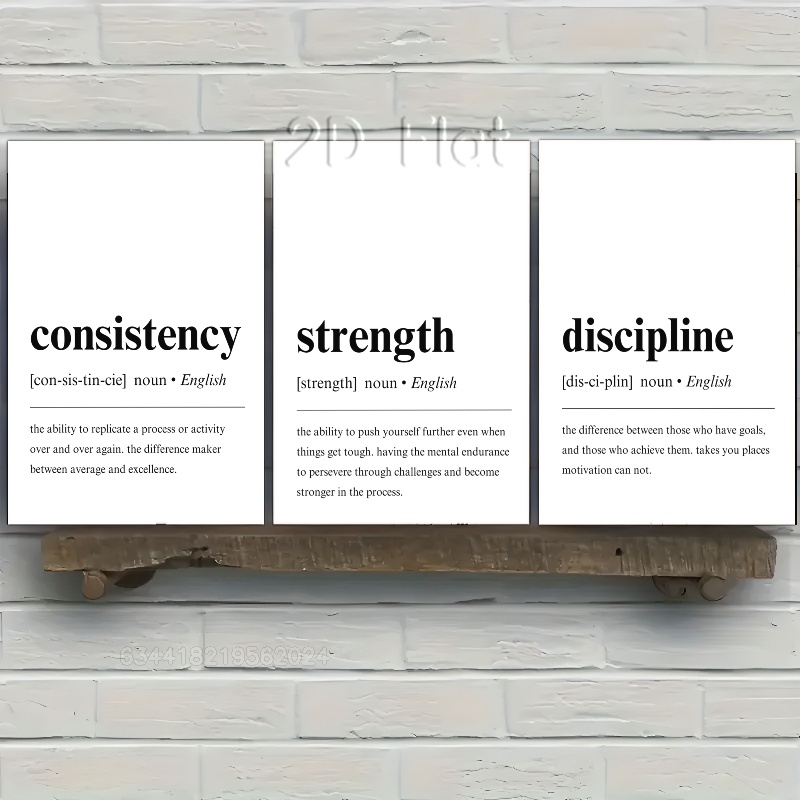 2D Flat
consistency
[con-sis-tin-cie] noun • English
the ability to replicate a process or activity
over and over again. the difference maker
between average and excellence.
strength
[strength] noun • English
the ability to push yourself further even when
things get tough. having the mental endurance
to persevere through challenges and become
stronger in the process.
discipline
[dis-ci-plin] noun • English
the difference between those who have goals,
and those who achieve them. takes you places
motivation can not.
634418219562024